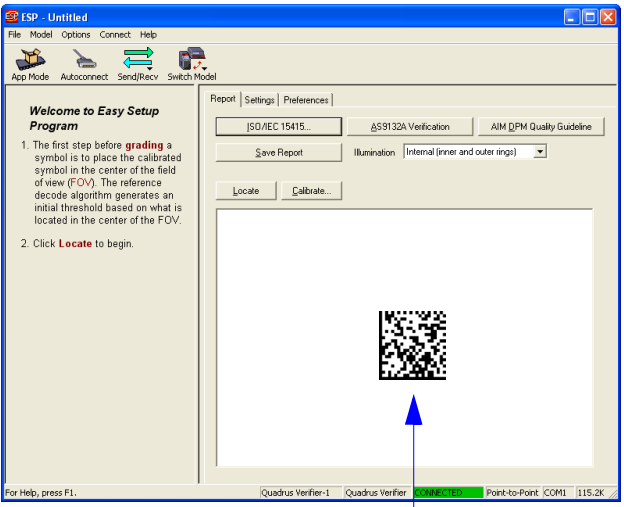 ESP - Untitled
File Model Options Connect Help
App Mode Autoconnect Send/Recv Switch Model
Welcome to Easy Setup
Program
1. The first step before grading a
symbol is to place the calibrated
symbol in the center of the field
of view (FOV). The reference
decode algorithm generates an
initial threshold based on what is
located in the center of the FOV.
2. Click Locate to begin.
Report Settings Preferences
ISO/IEC 15415... AS9132A Verification AIM DPM Quality Guideline
Save Report Illumination Internal (inner and outer rings)
Locate Calibrate...
For Help, press F1. Quadrus Verifier-1 Quadrus Verifier CONNECTED Point-to-Point COM1 115.2K